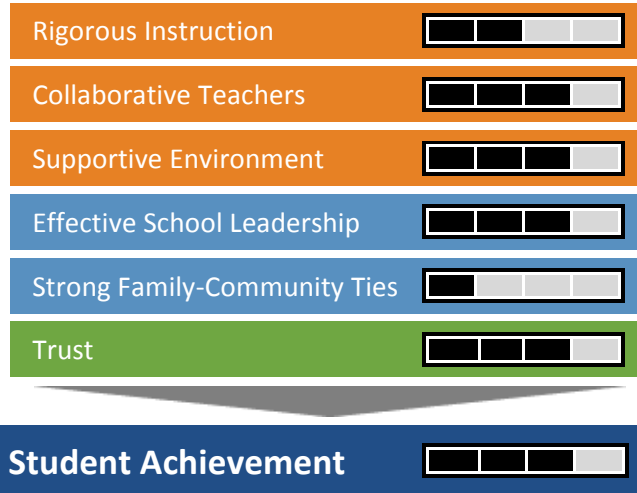 Rigorous Instruction
Collaborative Teachers
Supportive Environment
Effective School Leadership
Strong Family-Community Ties
Trust
Student Achievement